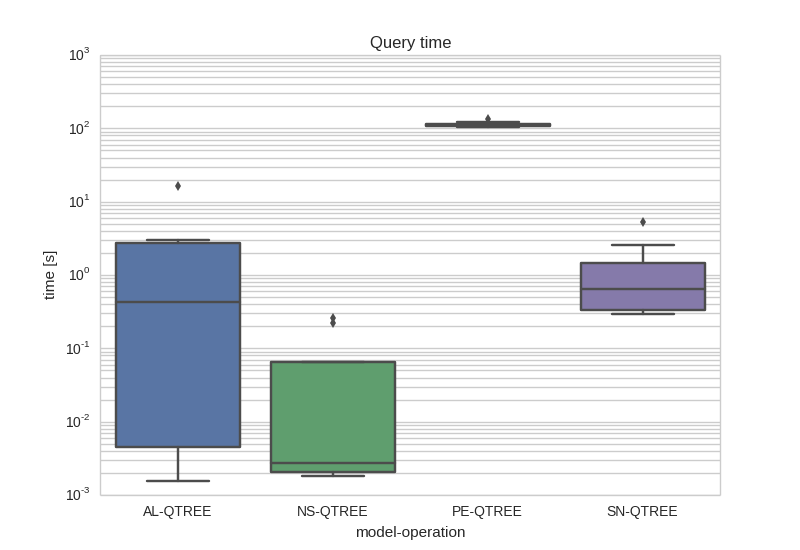 Query time
10^3
10^2
10^1
10^0
10^-1
10^-2
10^-3
time [s]
AL-QTREE NS-QTREE PE-QTREE SN-QTREE
model-operation